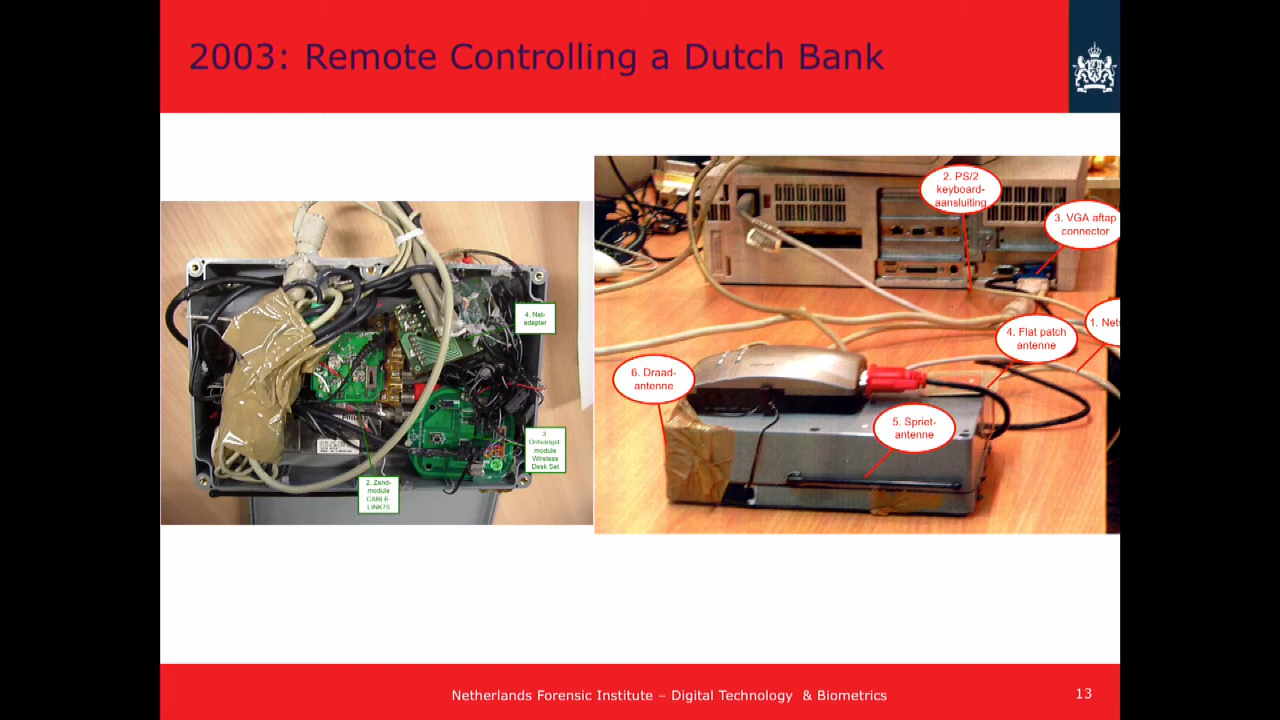 2003: Remote Controlling a Dutch Bank
4. Net-
adapter
3.
module
Wireless
Desk Set
2. Zend-
module
2. PS/2
keyboard-
aansluiting
3. VGA aftap
connector
4. Flat patch
antenne
1. Net
6. Draad-
antenne
5. Spriet-
antenne
Netherlands Forensic Institute – Digital Technology & Biometrics
13